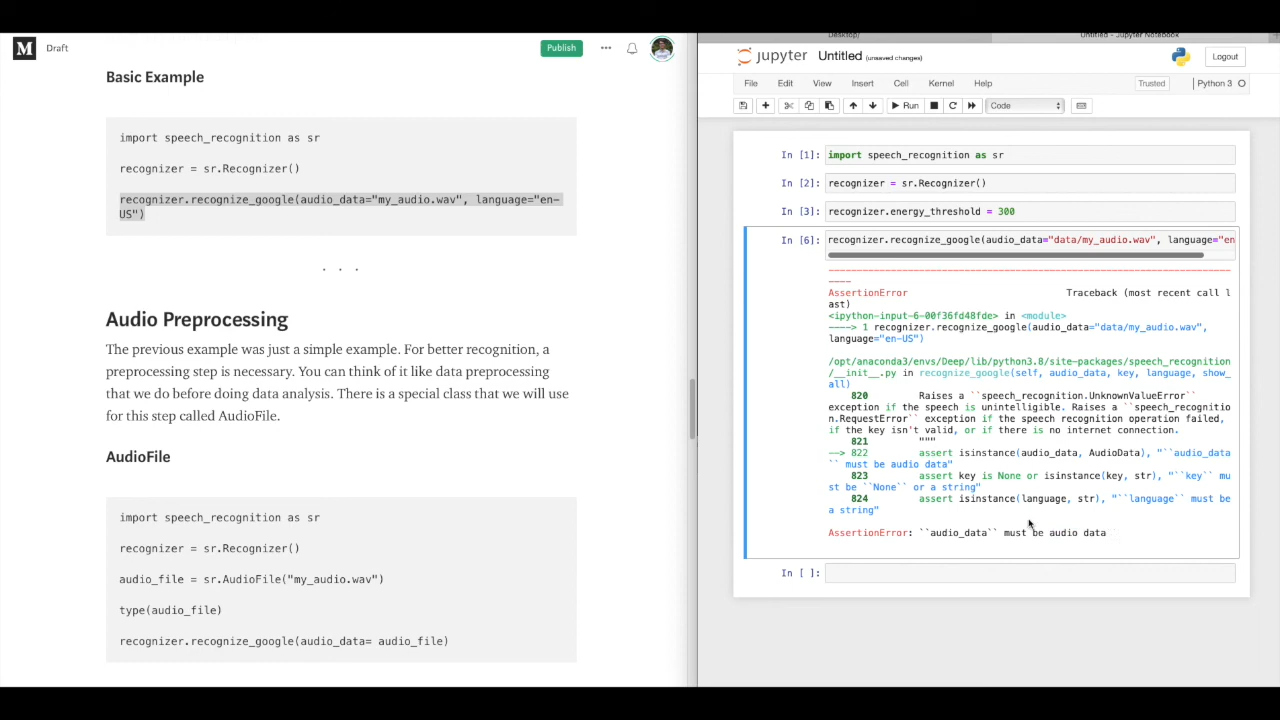 M Draft Publish
Basic Example
import speech_recognition as sr
recognizer = sr.Recognizer()
recognizer.recognize_google(audio_data="my_audio.wav", language="en-
US")
. . .
Audio Preprocessing
The previous example was just a simple example. For better recognition, a
preprocessing step is necessary. You can think of it like data preprocessing
that we do before doing data analysis. There is a special class that we will use
for this step called AudioFile.
AudioFile
import speech_recognition as sr
recognizer = sr.Recognizer()
audio_file = sr.AudioFile("my_audio.wav")
type(audio_file)
recognizer.recognize_google(audio_data= audio_file)
Desktop/ Untitled - Jupyter Notebook
jupyter Untitled (unsaved changes) Logout
File Edit View Insert Cell Kernel Help Trusted Python 3
Run Code
In [1]: import speech_recognition as sr
In [2]: recognizer = sr.Recognizer()
In [3]: recognizer.energy_threshold = 300
In [6]: recognizer.recognize_google(audio_data="data/my_audio.wav", language="en
---------------------------------------------------------------------------
AssertionError Traceback (most recent call l
ast)
<ipython-input-6-00f36fd48fde> in <module>
----> 1 recognizer.recognize_google(audio_data="data/my_audio.wav",
language="en-US")
/opt/anaconda3/envs/Deep/lib/python3.8/site-packages/speech_recognition
/__init__.py in recognize_google(self, audio_data, key, language, show_
all)
820 Raises a ``speech_recognition.UnknownValueError``
exception if the speech is unintelligible. Raises a ``speech_recognitio
n.RequestError`` exception if the speech recognition operation failed,
if the key isn't valid, or if there is no internet connection.
821 """
--> 822 assert isinstance(audio_data, AudioData), "``audio_data
`` must be audio data"
823 assert key is None or isinstance(key, str), "``key`` mu
st be ``None`` or a string"
824 assert isinstance(language, str), "``language`` must be
a string"
AssertionError: ``audio_data`` must be audio data
In [ ]: